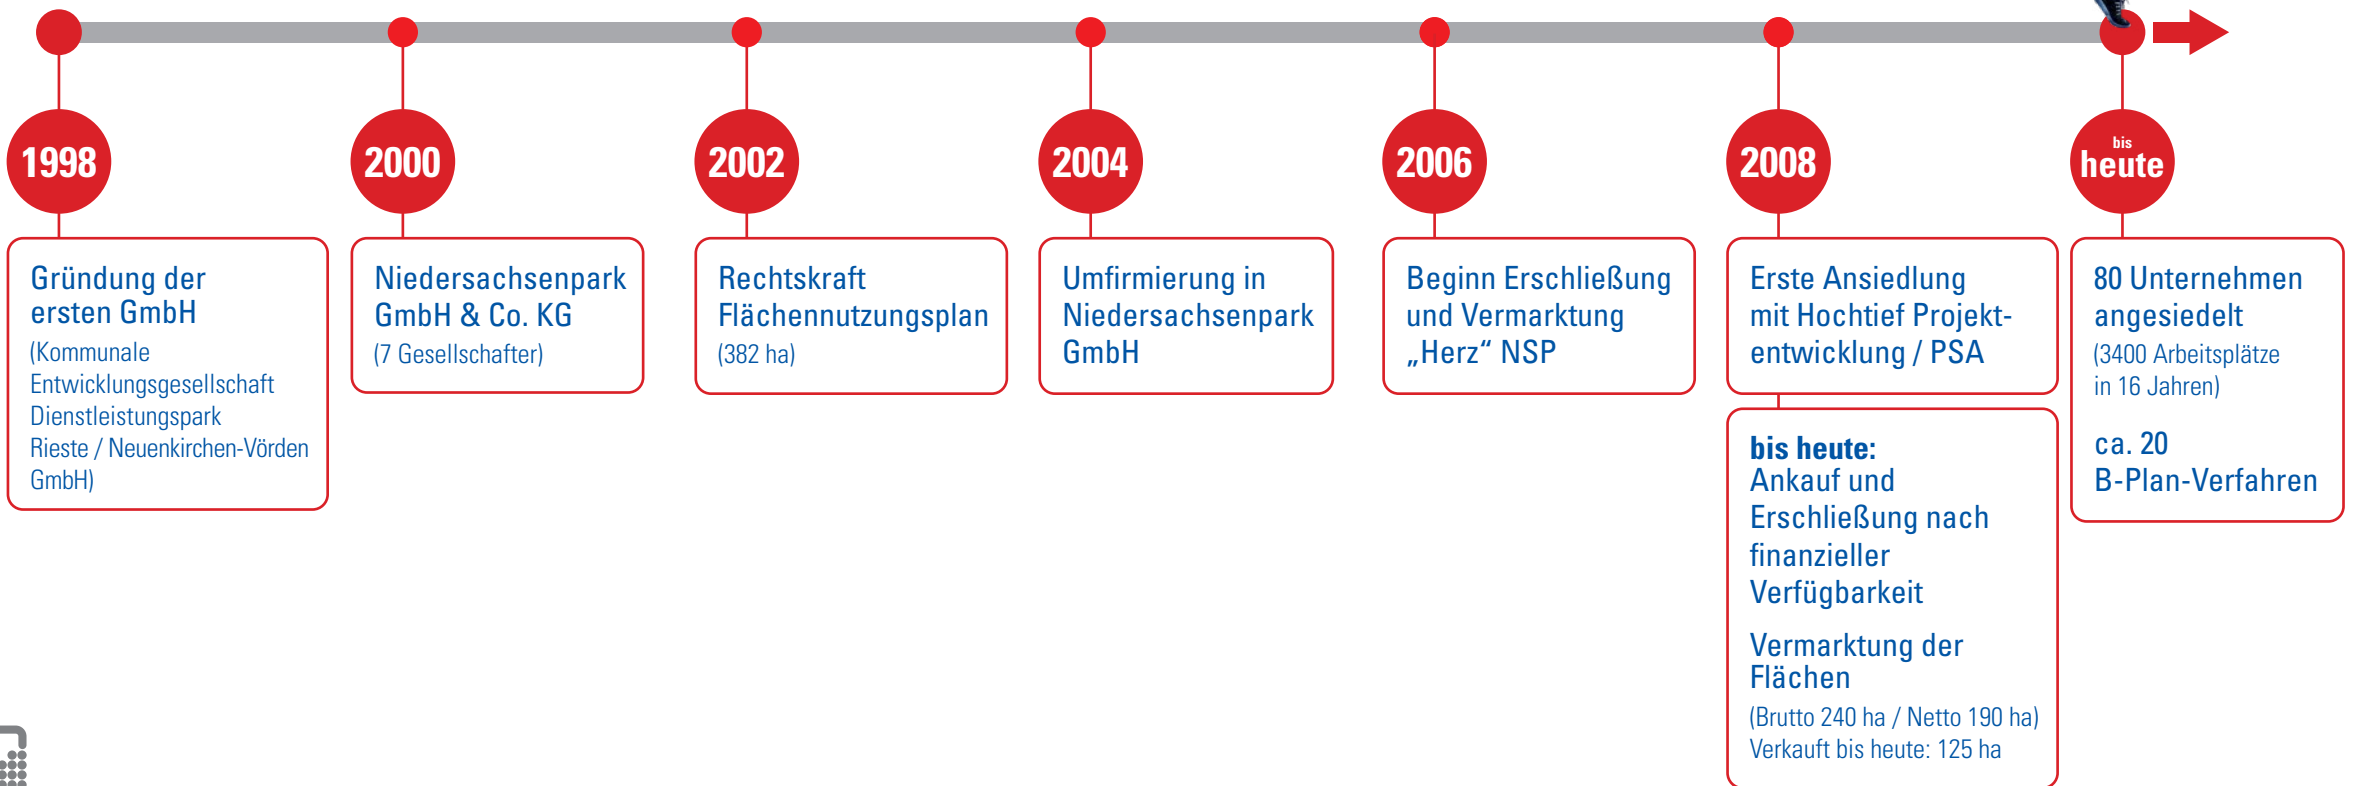 1998
Gründung der
ersten GmbH
(Kommunale
Entwicklungsgesellschaft
Dienstleistungspark
Rieste / Neuenkirchen-Vörden
GmbH)
2000
Niedersachsenpark
GmbH & Co. KG
(7 Gesellschafter)
2002
Rechtskraft
Flächennutzungsplan
(382 ha)
2004
Umfirmierung in
Niedersachsenpark
GmbH
2006
Beginn Erschließung
und Vermarktung
„Herz“ NSP
2008
Erste Ansiedlung
mit Hochtief Projekt-
entwicklung / PSA
bis heute:
Ankauf und
Erschließung nach
finanzieller
Verfügbarkeit
Vermarktung der
Flächen
(Brutto 240 ha / Netto 190 ha)
Verkauft bis heute: 125 ha
bis
heute
80 Unternehmen
angesiedelt
(3400 Arbeitsplätze
in 16 Jahren)
ca. 20
B-Plan-Verfahren